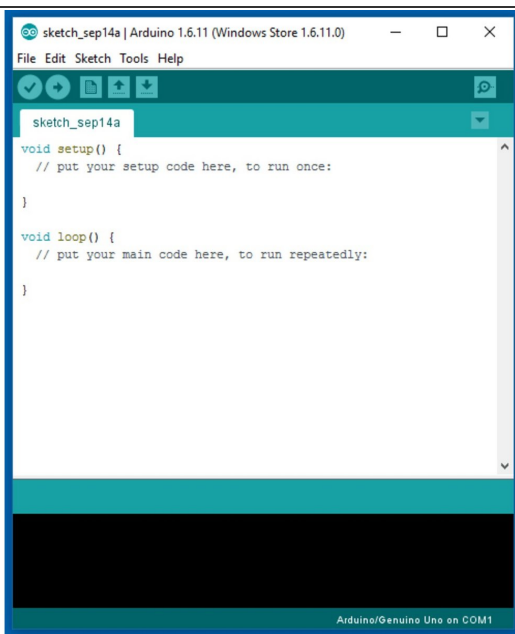 sketch_sep14a | Arduino 1.6.11 (Windows Store 1.6.11.0)
File Edit Sketch Tools Help
sketch_sep14a
void setup() {
  // put your setup code here, to run once:

}

void loop() {
  // put your main code here, to run repeatedly:

}
Arduino/Genuino Uno on COM1